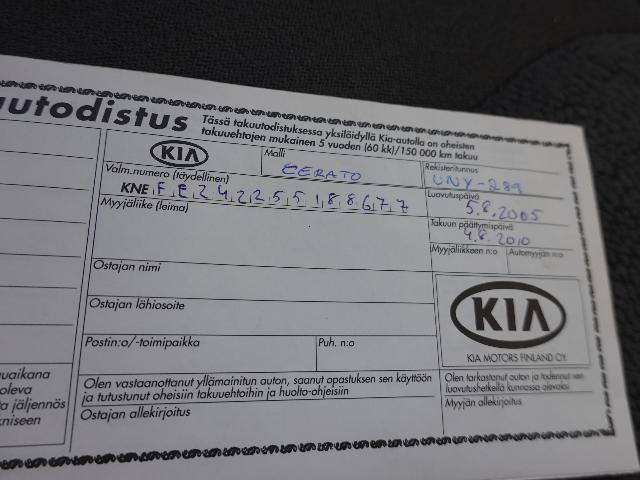 autodistus
Tässä takuutodistuksessa yksilöidyllä Kia-autolla on oheisten
takuuehtojen mukainen 5 vuoden (60 kk)/150 000 km takuu
KIA
Malli
CERATO
Rekisteritunnus
UNY-289
Valm.numero (täydellinen)
KNE F E 2 4 2 2 5 5 1 8 8 6 7 7
Luovutuspäivä
5.8.2005
Myyjäliike (leima)
Takuun päättymispäivä
4.8.2010
Myyjäliikkeen n:o
Automyyjän n:o
Ostajan nimi
Ostajan lähiosoite
KIA
KIA MOTORS FINLAND OY
Postin:o/-toimipaikka
Puh. n:o
Olen vastaanottanut yllämainitun auton, saanut opastuksen sen käyttöön
ja tutustunut oheisiin takuuehtoihin ja huolto-ohjeisiin
Ostajan allekirjoitus
Olen tarkastanut auton ja todennut sen
luovutushetkellä kunnossa olevaksi
Myyjän allekirjoitus
uaikana
oleva
a jäljennös
kniseen